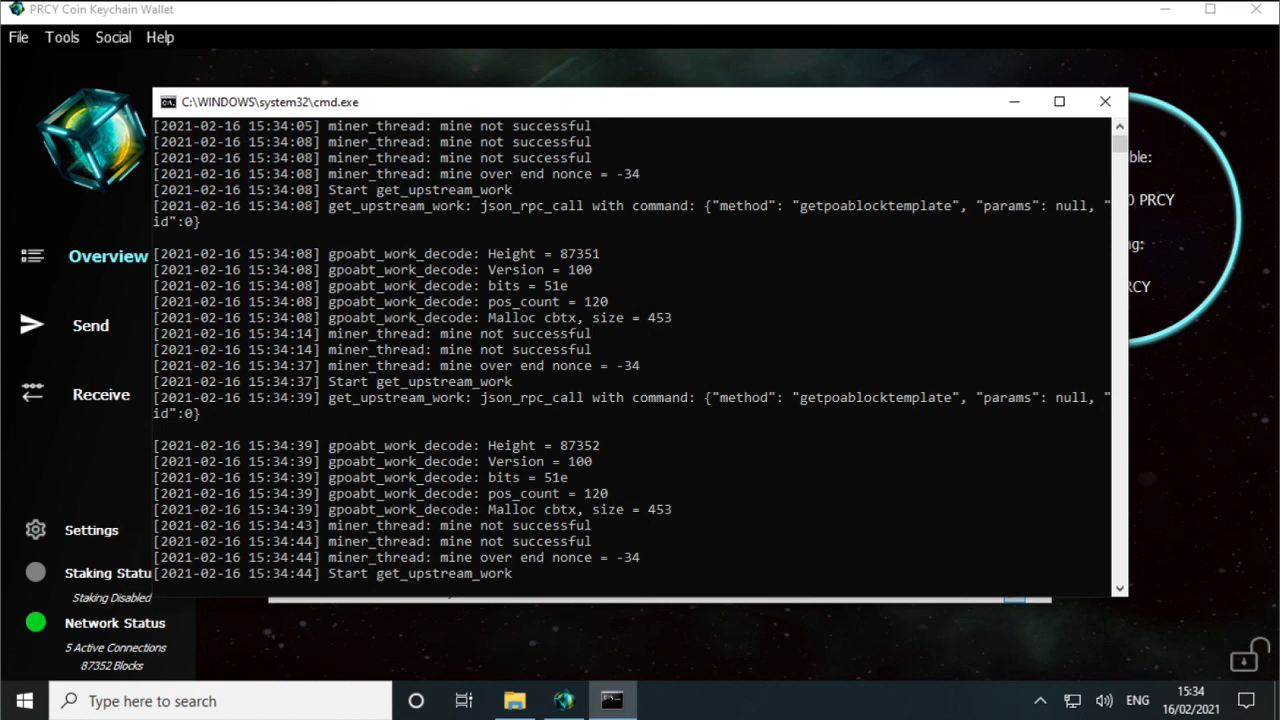 PRCY Coin Keychain Wallet
File Tools Social Help
C:\WINDOWS\system32\cmd.exe
[2021-02-16 15:34:05] miner_thread: mine not successful
[2021-02-16 15:34:08] miner_thread: mine not successful
[2021-02-16 15:34:08] miner_thread: mine not successful
[2021-02-16 15:34:08] miner_thread: mine over end nonce = -34
[2021-02-16 15:34:08] Start get_upstream_work
[2021-02-16 15:34:08] get_upstream_work: json_rpc_call with command: {"method": "getpoablocktemplate", "params": null, "
id":0}
[2021-02-16 15:34:08] gpoabt_work_decode: Height = 87351
[2021-02-16 15:34:08] gpoabt_work_decode: Version = 100
[2021-02-16 15:34:08] gpoabt_work_decode: bits = 51e
[2021-02-16 15:34:08] gpoabt_work_decode: pos_count = 120
[2021-02-16 15:34:08] gpoabt_work_decode: Malloc cbtx, size = 453
[2021-02-16 15:34:14] miner_thread: mine not successful
[2021-02-16 15:34:14] miner_thread: mine not successful
[2021-02-16 15:34:37] miner_thread: mine over end nonce = -34
[2021-02-16 15:34:37] Start get_upstream_work
[2021-02-16 15:34:39] get_upstream_work: json_rpc_call with command: {"method": "getpoablocktemplate", "params": null, "
id":0}
[2021-02-16 15:34:39] gpoabt_work_decode: Height = 87352
[2021-02-16 15:34:39] gpoabt_work_decode: Version = 100
[2021-02-16 15:34:39] gpoabt_work_decode: bits = 51e
[2021-02-16 15:34:39] gpoabt_work_decode: pos_count = 120
[2021-02-16 15:34:39] gpoabt_work_decode: Malloc cbtx, size = 453
[2021-02-16 15:34:43] miner_thread: mine not successful
[2021-02-16 15:34:44] miner_thread: mine not successful
[2021-02-16 15:34:44] miner_thread: mine over end nonce = -34
[2021-02-16 15:34:44] Start get_upstream_work
ble:
0 PRCY
g:
RCY
Overview
Send
Receive
Settings
Staking Statu
Staking Disabled
Network Status
5 Active Connections
87352 Blocks
Type here to search
ENG
15:34
16/02/2021